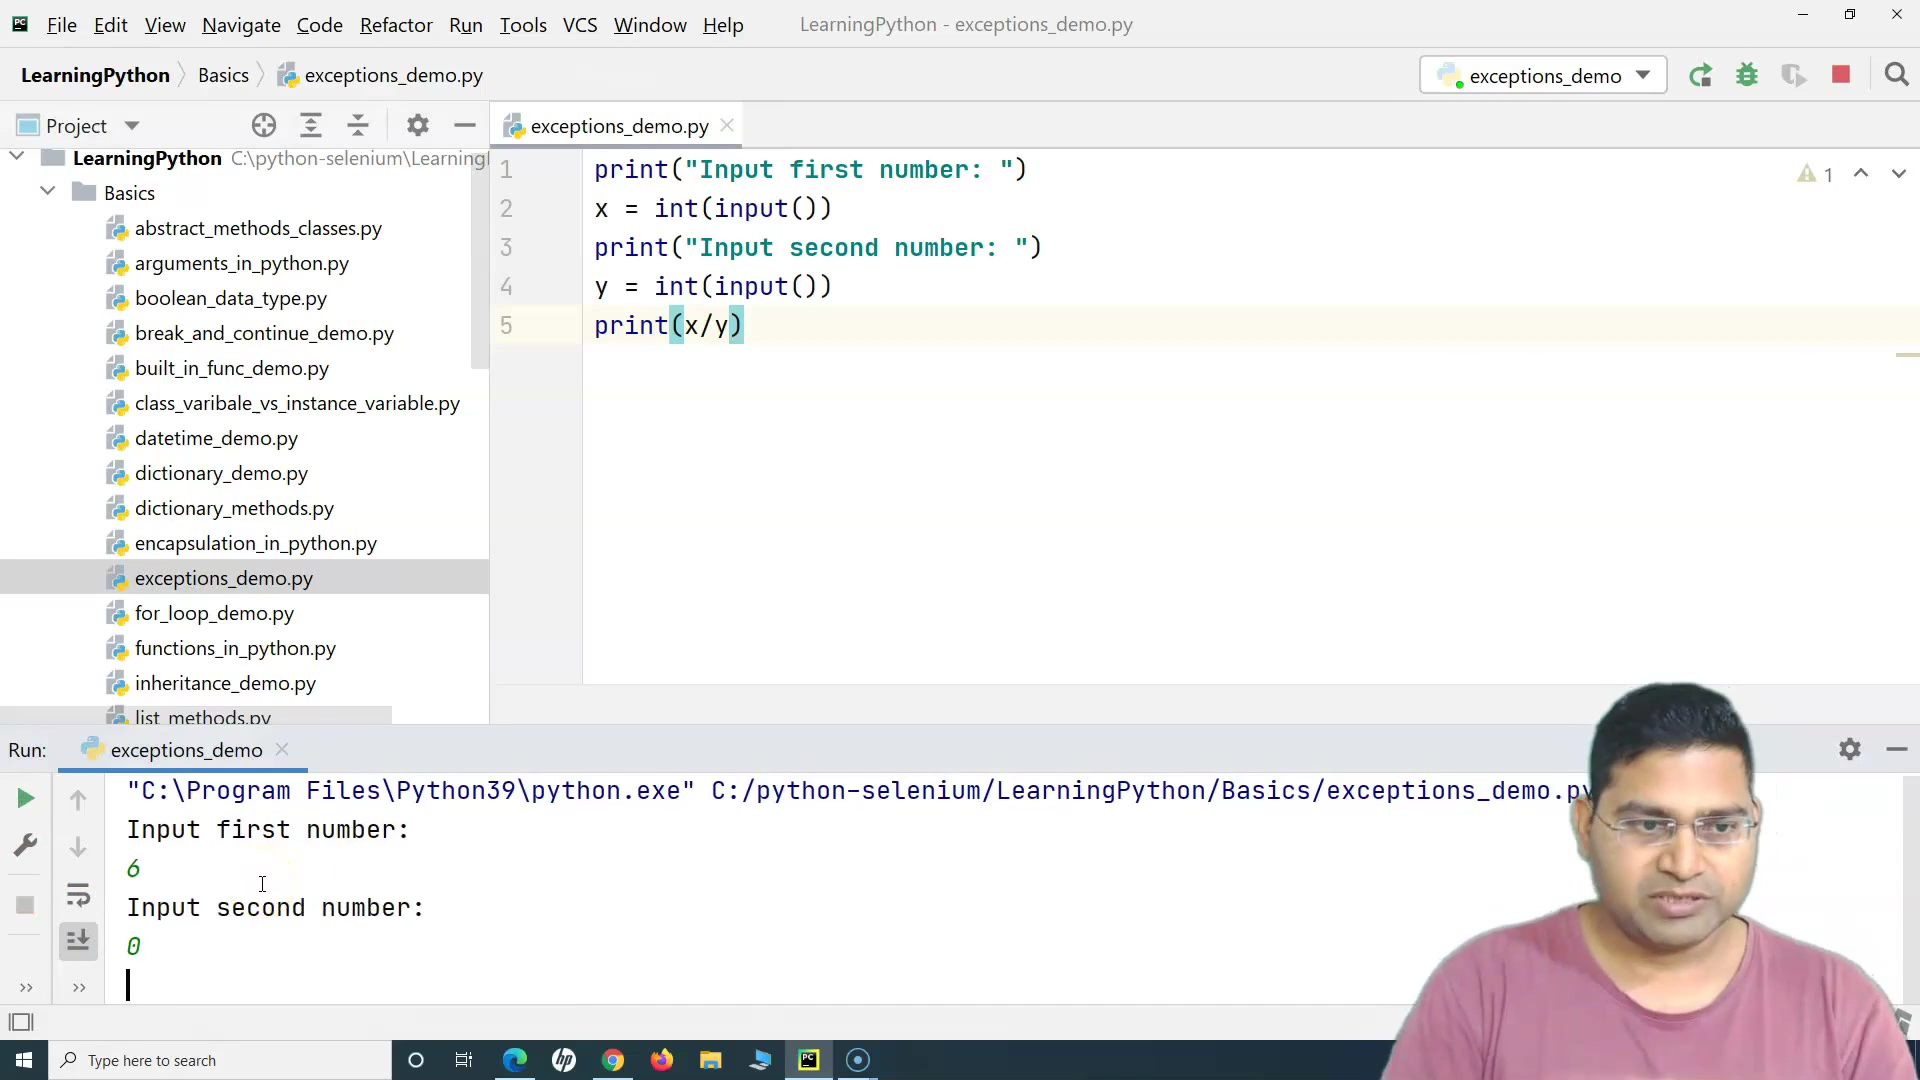 File Edit View Navigate Code Refactor Run Tools VCS Window Help LearningPython - exceptions_demo.py
LearningPython Basics exceptions_demo.py exceptions_demo
Project exceptions_demo.py
LearningPython C:\python-selenium\Learning
Basics
abstract_methods_classes.py
arguments_in_python.py
boolean_data_type.py
break_and_continue_demo.py
built_in_func_demo.py
class_varibale_vs_instance_variable.py
datetime_demo.py
dictionary_demo.py
dictionary_methods.py
encapsulation_in_python.py
exceptions_demo.py
for_loop_demo.py
functions_in_python.py
inheritance_demo.py
list_methods.py
1 print("Input first number: ")
2 x = int(input())
3 print("Input second number: ")
4 y = int(input())
5 print(x/y)
1
Run: exceptions_demo
"C:\Program Files\Python39\python.exe" C:/python-selenium/LearningPython/Basics/exceptions_demo.py
Input first number:
6
Input second number:
0
Type here to search
hp
PC